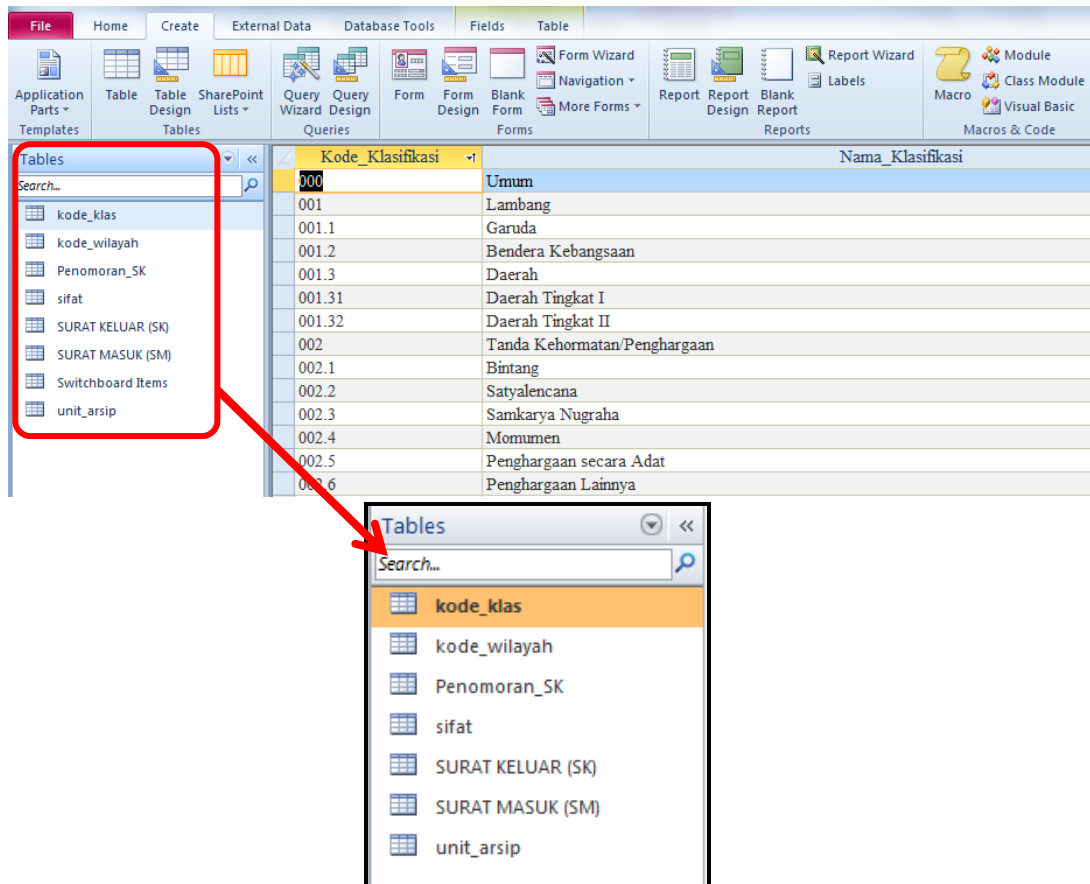 File Home Create External Data Database Tools Fields Table
Application Parts Table Table Design SharePoint Lists Query Wizard Query Design Form Form Design Blank Form Form Wizard Navigation More Forms Report Report Design Blank Report Report Wizard Labels Macro Module Class Module Visual Basic
Templates Tables Queries Forms Reports Macros & Code
Tables
Search...
kode_klas
kode_wilayah
Penomoran_SK
sifat
SURAT KELUAR (SK)
SURAT MASUK (SM)
Switchboard Items
unit_arsip
Kode_Klasifikasi Nama_Klasifikasi
000 Umum
001 Lambang
001.1 Garuda
001.2 Bendera Kebangsaan
001.3 Daerah
001.31 Daerah Tingkat I
001.32 Daerah Tingkat II
002 Tanda Kehormatan/Penghargaan
002.1 Bintang
002.2 Satyalencana
002.3 Samkarya Nugraha
002.4 Momumen
002.5 Penghargaan secara Adat
002.6 Penghargaan Lainnya
Tables
Search...
kode_klas
kode_wilayah
Penomoran_SK
sifat
SURAT KELUAR (SK)
SURAT MASUK (SM)
unit_arsip